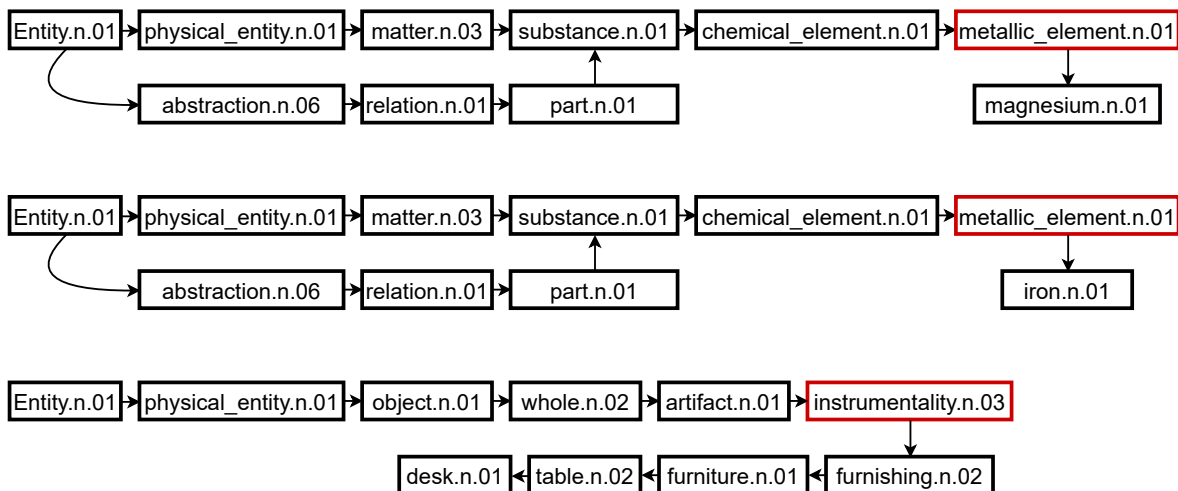 Entity.n.01 physical_entity.n.01 matter.n.03 substance.n.01 chemical_element.n.01 metallic_element.n.01
abstraction.n.06 relation.n.01 part.n.01 magnesium.n.01
Entity.n.01 physical_entity.n.01 matter.n.03 substance.n.01 chemical_element.n.01 metallic_element.n.01
abstraction.n.06 relation.n.01 part.n.01 iron.n.01
Entity.n.01 physical_entity.n.01 object.n.01 whole.n.02 artifact.n.01 instrumentality.n.03
desk.n.01 table.n.02 furniture.n.01 furnishing.n.02